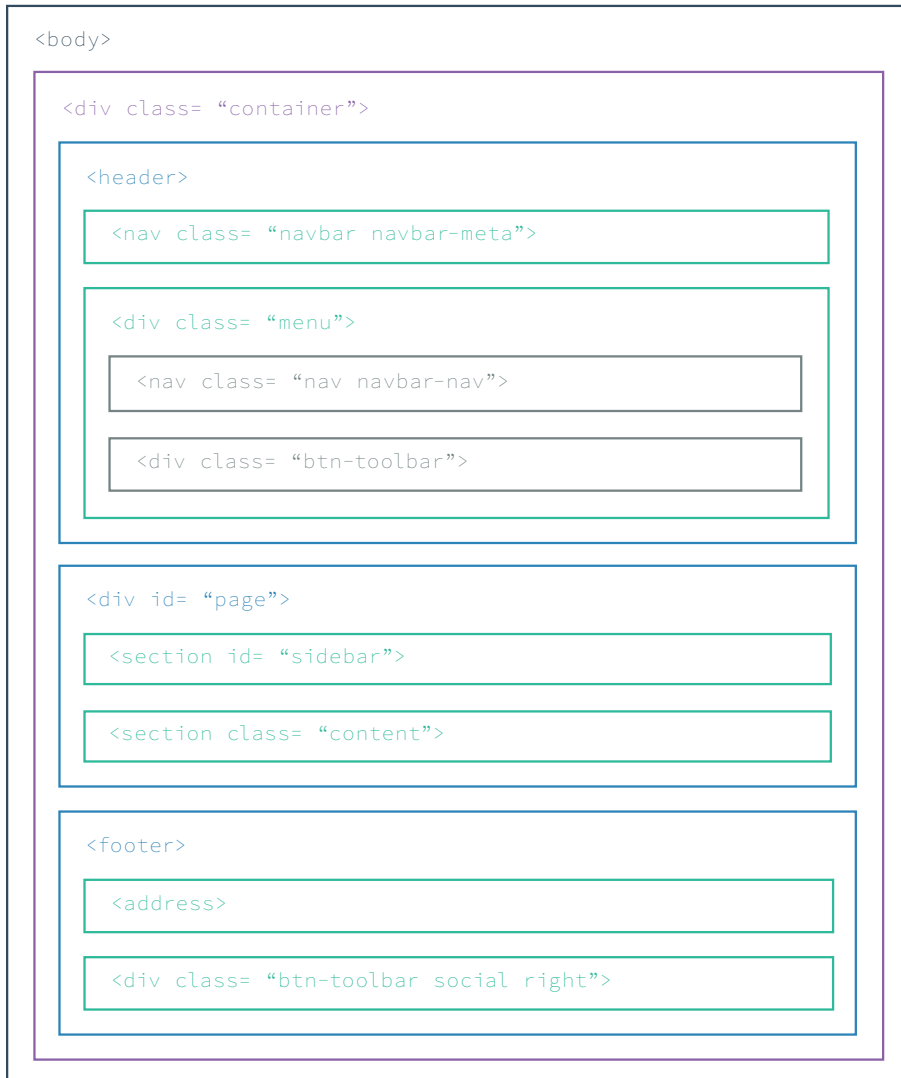 <body>
<div class= “container”>
<header>
<nav class= “navbar navbar-meta”>
<div class= “menu”>
<nav class= “nav navbar-nav”>
<div class= “btn-toolbar”>
<div id= “page”>
<section id= “sidebar”>
<section class= “content”>
<footer>
<address>
<div class= “btn-toolbar social right”>